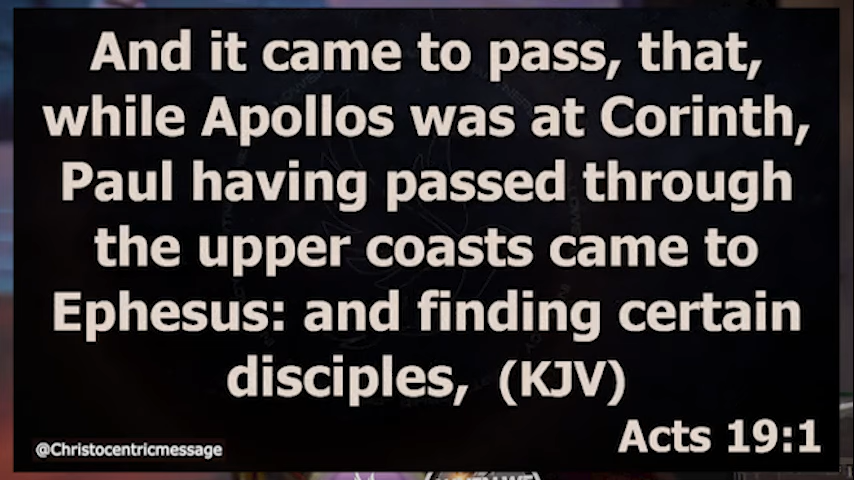 And it came to pass, that,
while Apollos was at Corinth,
Paul having passed through
the upper coasts came to
Ephesus: and finding certain
disciples, (KJV)
Acts 19:1
@Christocentricmessage